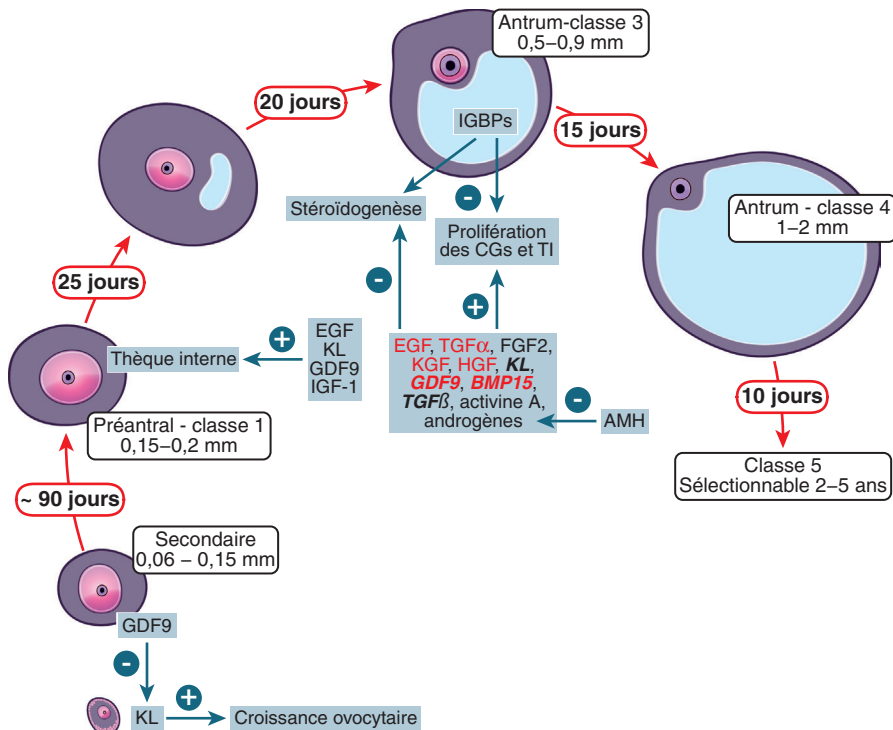 Antrum-classe 3
0,5–0,9 mm
20 jours
IGBPs
15 jours
-
Stéroïdogenèse
Prolifération
des CGs et TI
Antrum - classe 4
1–2 mm
25 jours
-
+
+
EGF
KL
GDF9
IGF-1
Thèque interne
EGF, TGFα, FGF2,
KGF, HGF, KL,
GDF9, BMP15,
TGFß, activine A,
androgènes
-
AMH
10 jours
Préantral - classe 1
0,15–0,2 mm
Classe 5
Sélectionnable 2–5 ans
~ 90 jours
Secondaire
0,06 – 0,15 mm
GDF9
-
KL
+
Croissance ovocytaire